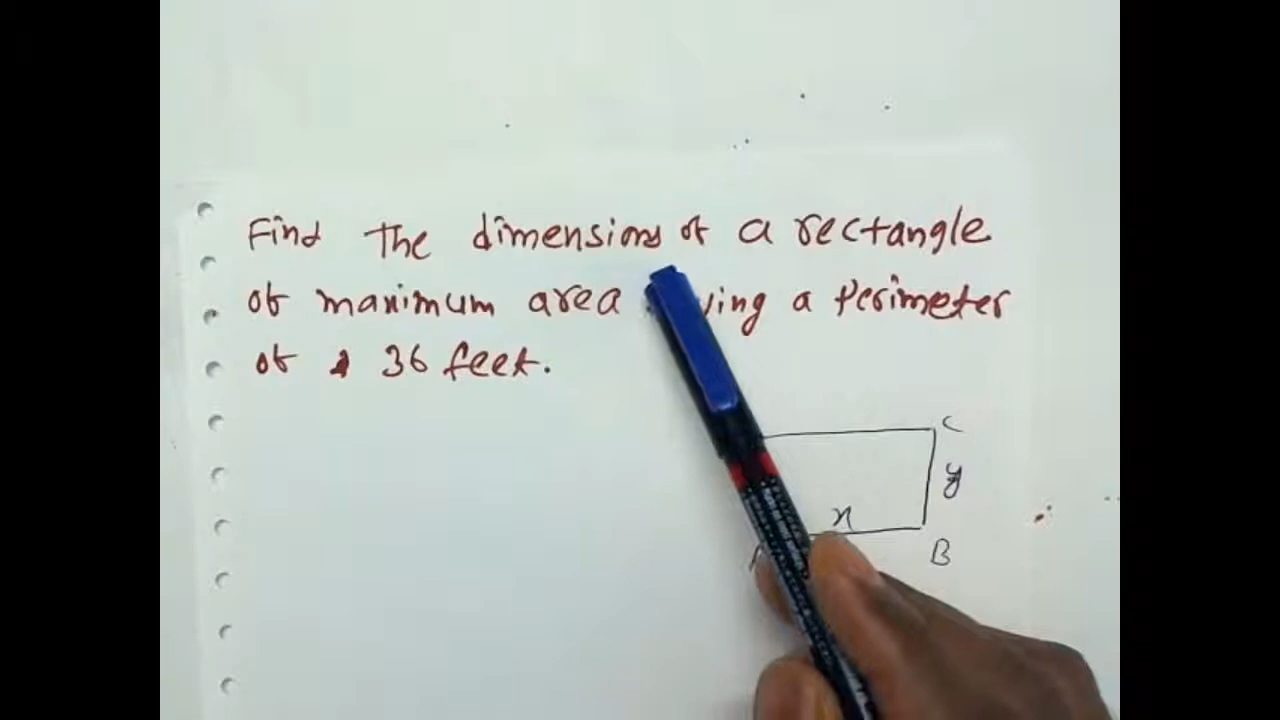 Find the dimensions of a rectangle
of maximum area ving a perimeter
of 36 feet.
C
y
x
B